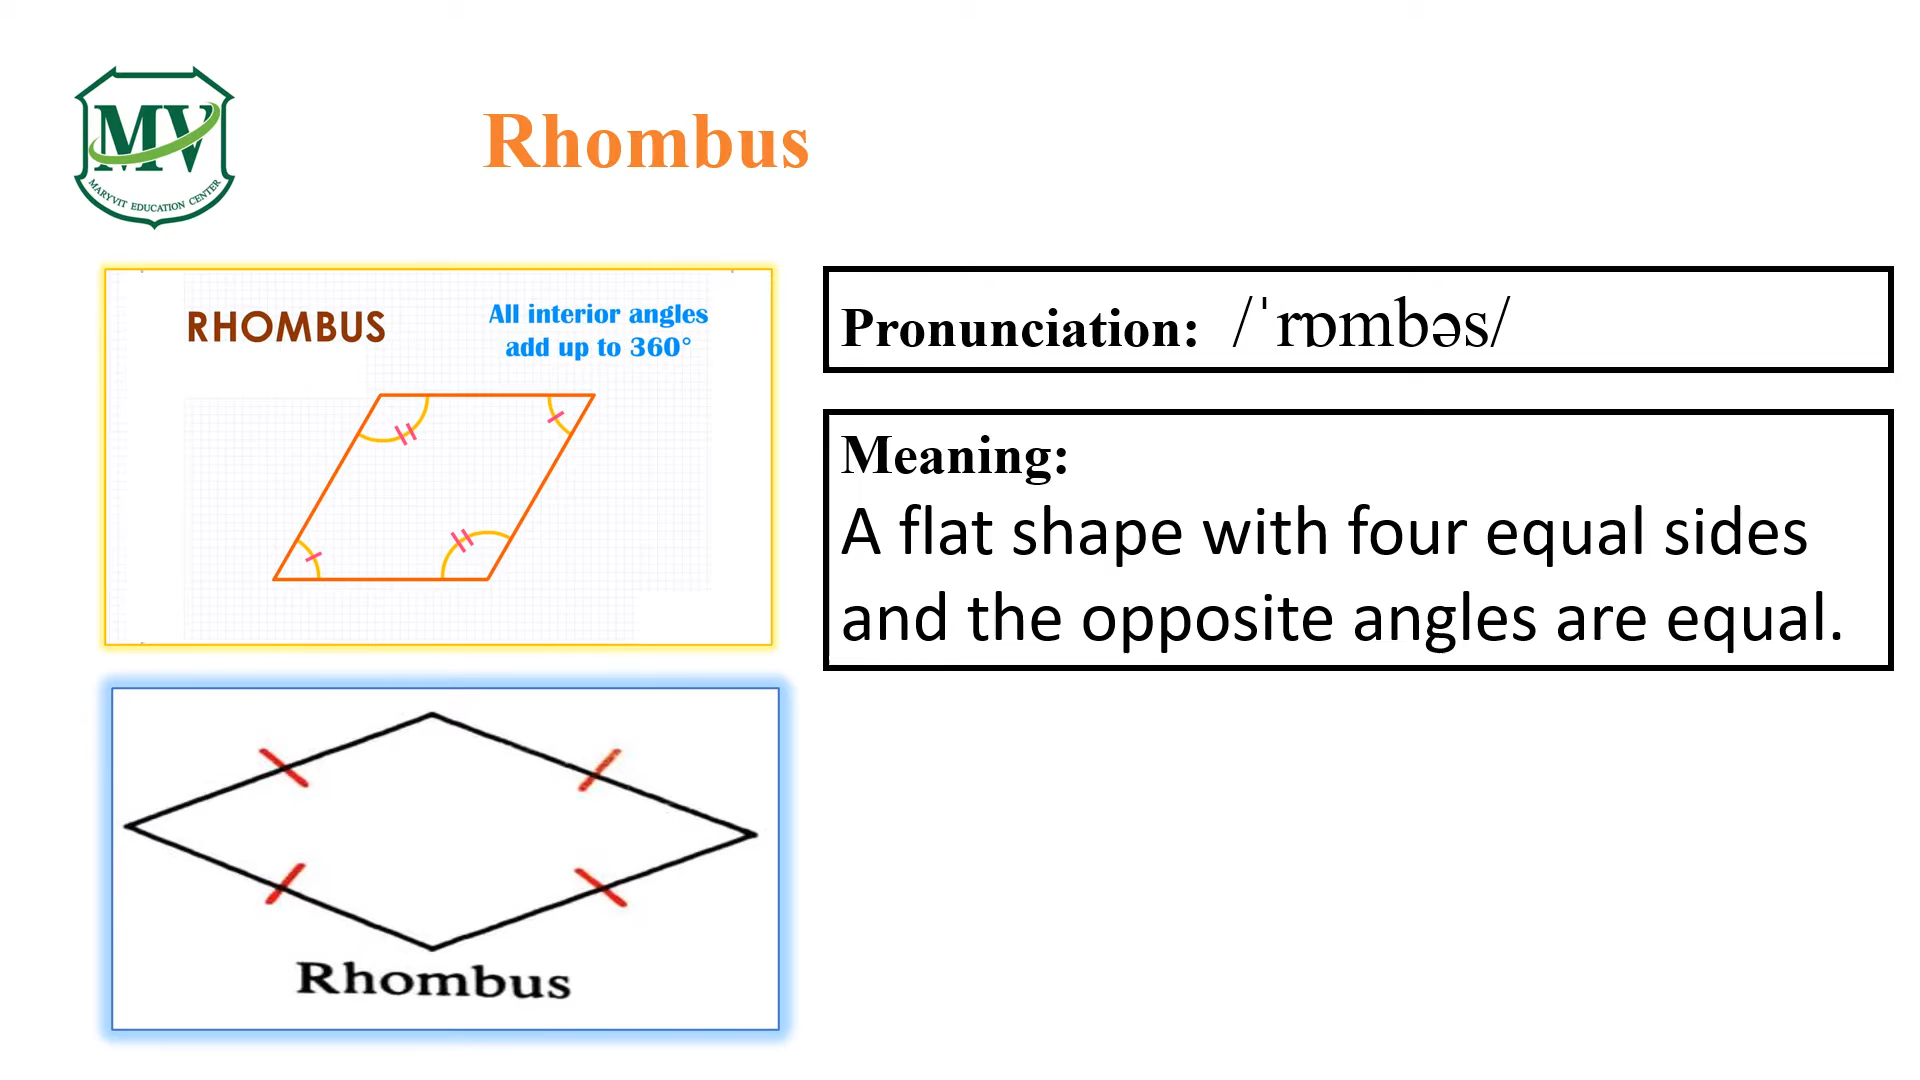 MV
MARYVIT EDUCATION CENTER
Rhombus
RHOMBUS
All interior angles
add up to 360°
Pronunciation: /ˈrɒmbəs/
Meaning:
A flat shape with four equal sides
and the opposite angles are equal.
Rhombus